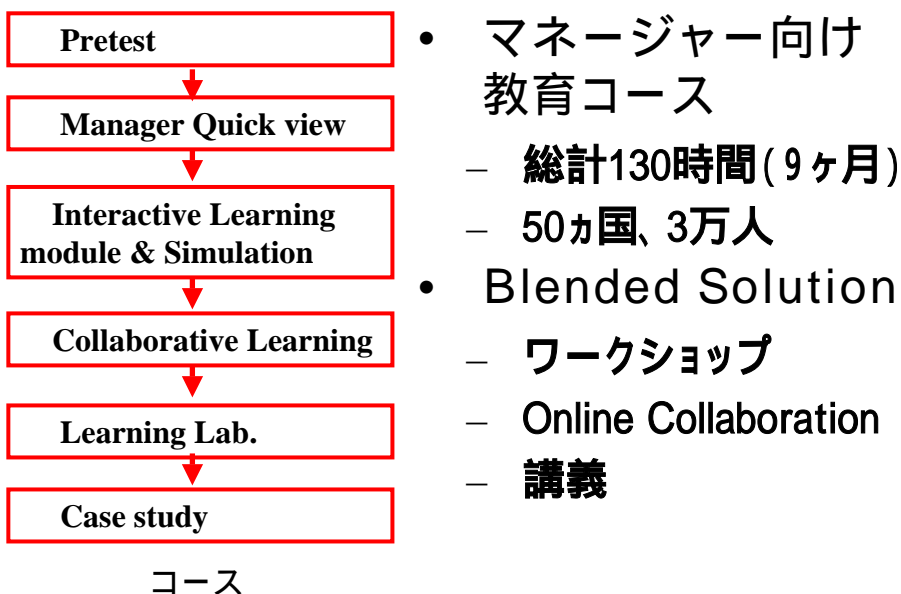 Pretest
Manager Quick view
Interactive Learning
module & Simulation
Collaborative Learning
Learning Lab.
Case study
コース
• マネージャー向け
教育コース
– 総計130時間(9ヶ月)
– 50ヵ国、3万人
• Blended Solution
– ワークショップ
– Online Collaboration
– 講義